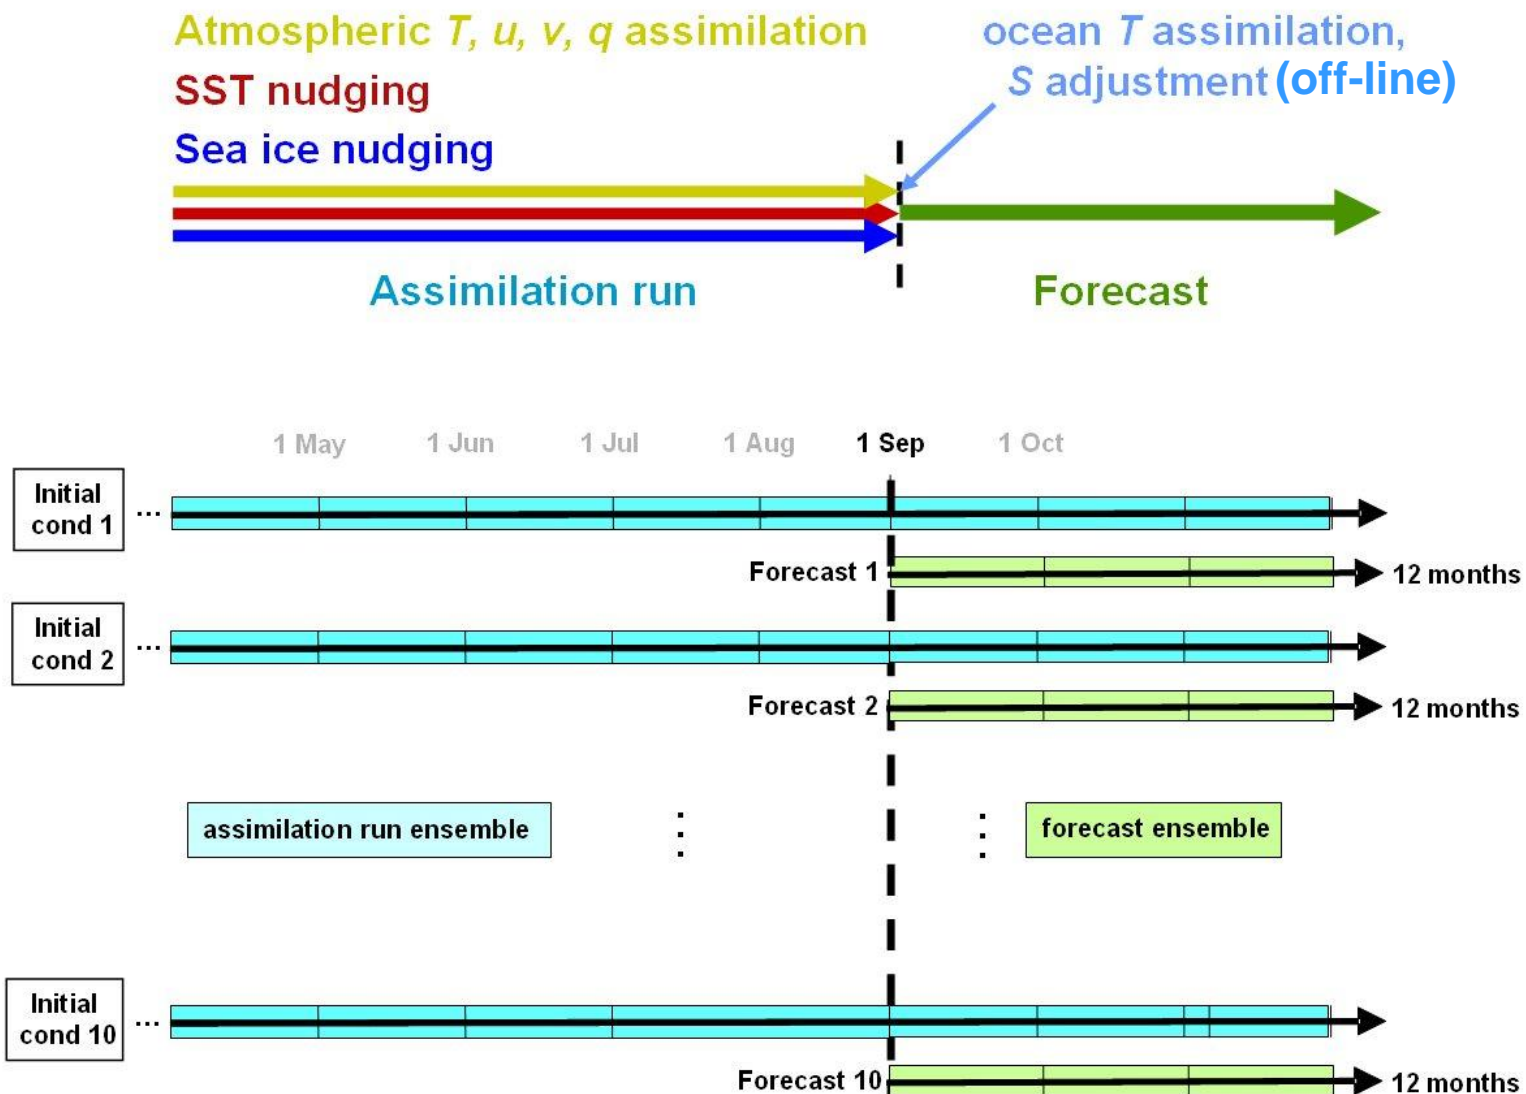 Atmospheric T, u, v, q assimilation
SST nudging
Sea ice nudging
ocean T assimilation,
S adjustment (off-line)
Assimilation run
Forecast
1 May 1 Jun 1 Jul 1 Aug 1 Sep 1 Oct
Initial
cond 1
...
Forecast 1
12 months
Initial
cond 2
...
Forecast 2
12 months
assimilation run ensemble
forecast ensemble
Initial
cond 10
...
Forecast 10
12 months